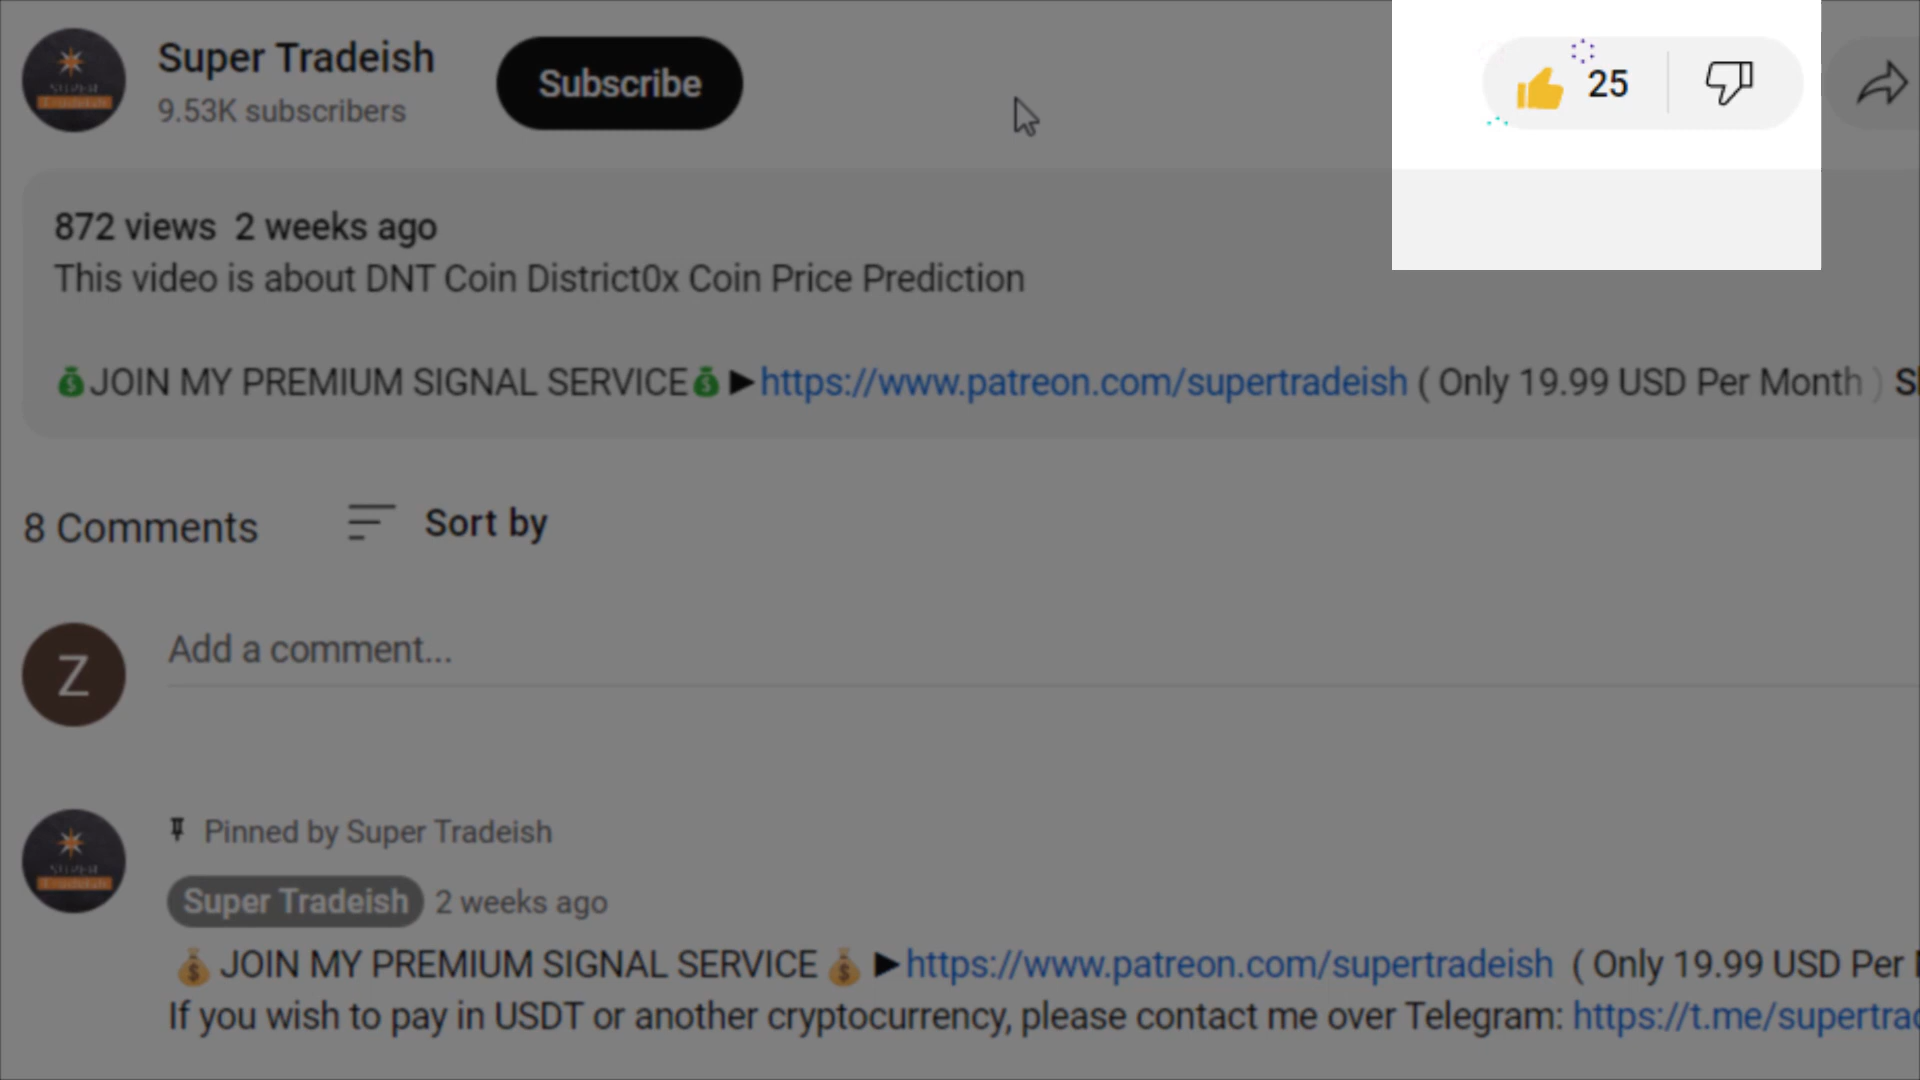 Super Tradeish
9.53K subscribers
Subscribe
25
872 views 2 weeks ago
This video is about DNT Coin District0x Coin Price Prediction
💰JOIN MY PREMIUM SIGNAL SERVICE💰►https://www.patreon.com/supertradeish ( Only 19.99 USD Per Month )
8 Comments
Sort by
Z
Add a comment...
Pinned by Super Tradeish
Super Tradeish 2 weeks ago
💰JOIN MY PREMIUM SIGNAL SERVICE💰 ►https://www.patreon.com/supertradeish ( Only 19.99 USD Per
If you wish to pay in USDT or another cryptocurrency, please contact me over Telegram: https://t.me/supertrad